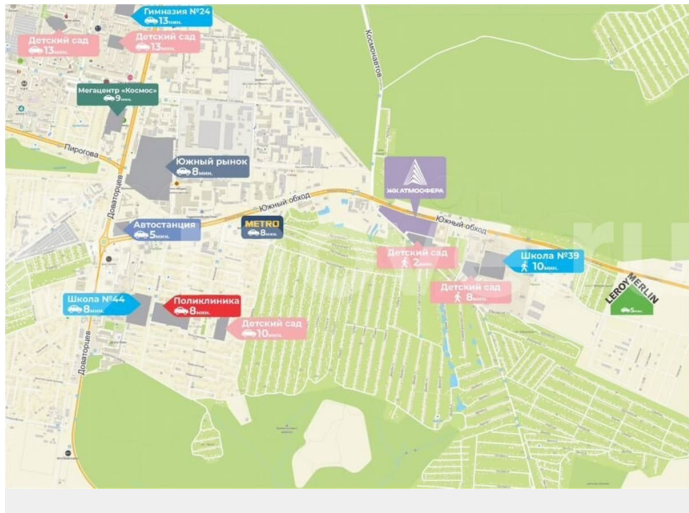 Гимназия №24
13 мин.
Детский сад
13 мин.
Детский сад
13 мин.
Космонавтов
Мегацентр «Космос»
9 мин.
Пирогова
Южный рынок
8 мин.
Доваторцев
ЖК АТМОСФЕРА
Южный обход
Южный обход
Автостанция
5 мин.
METRO
8 мин.
Детский сад
2 мин.
Школа №39
10 мин.
Детский сад
8 мин.
LEROY MERLIN
5 мин.
Школа №44
8 мин.
Поликлиника
8 мин.
Детский сад
10 мин.
Доваторцев